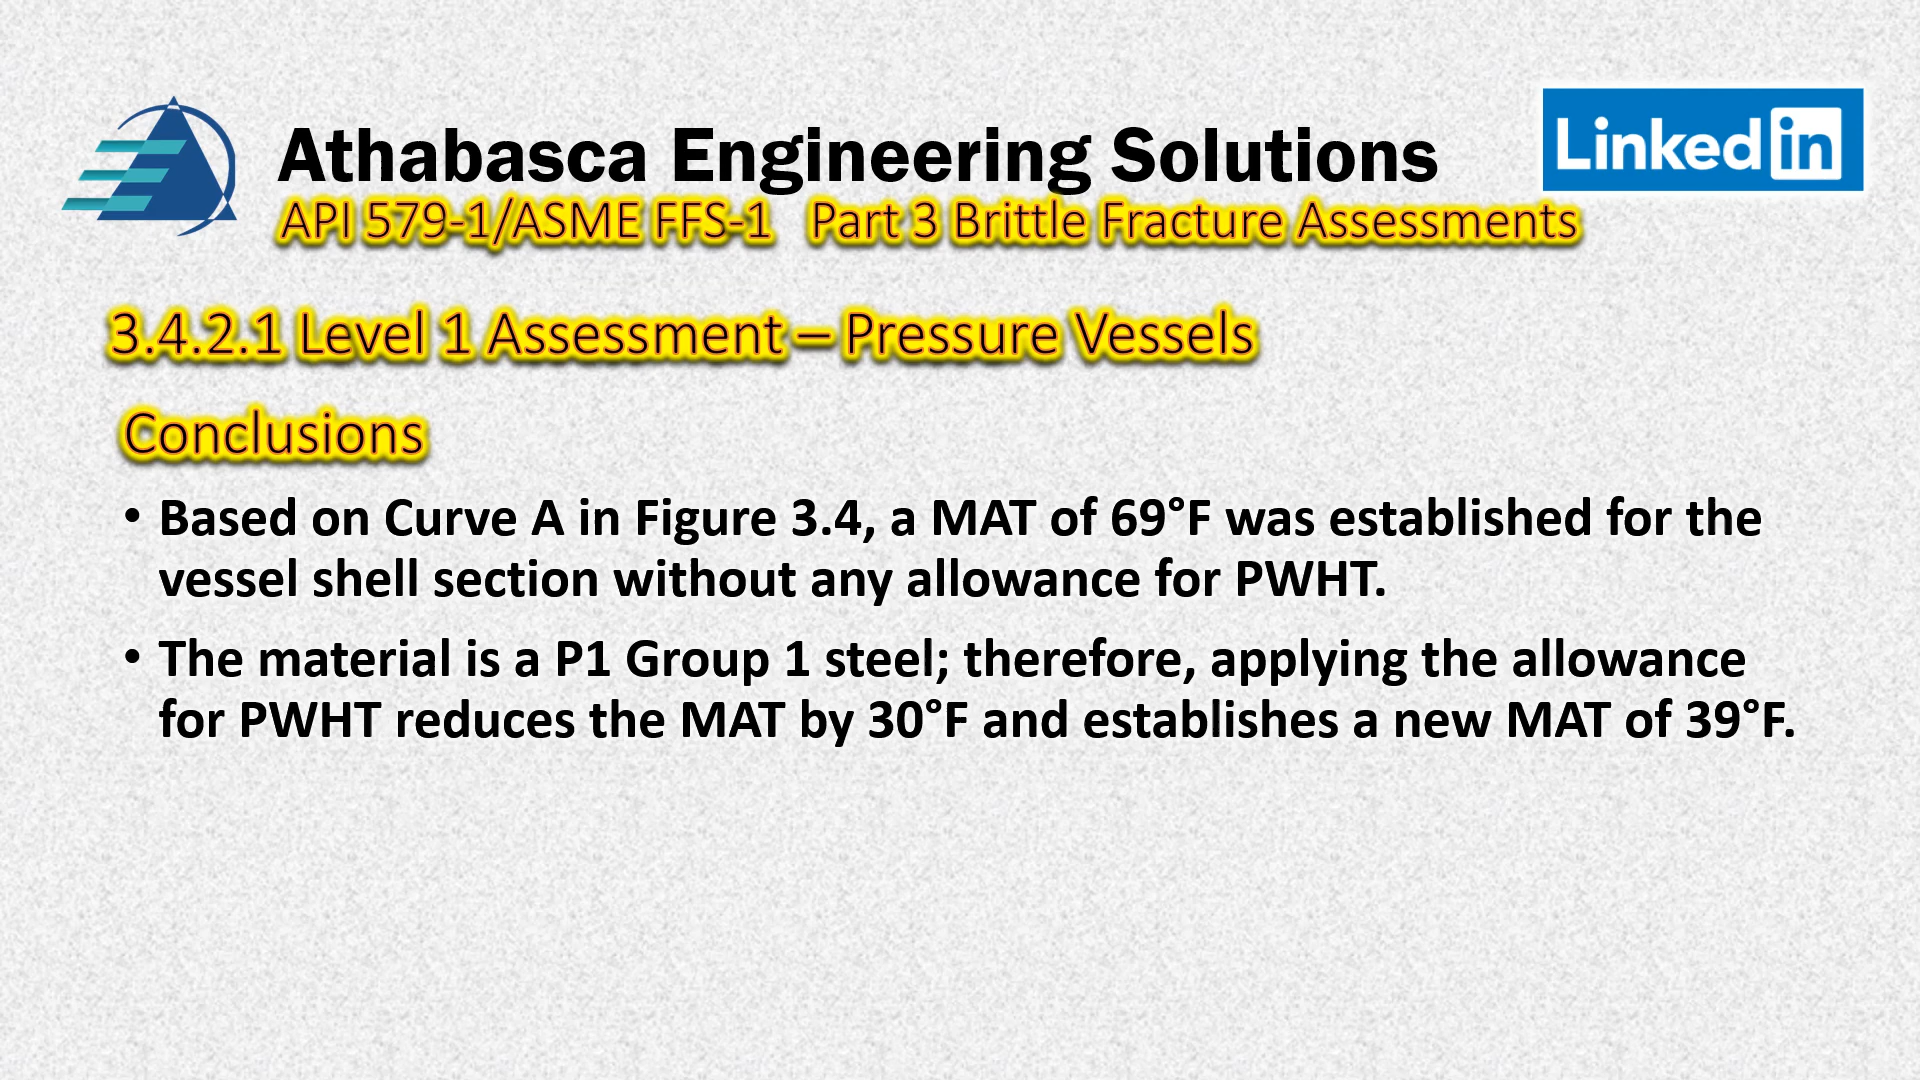 Athabasca Engineering Solutions
Linked in
API 579-1/ASME FFS-1 Part 3 Brittle Fracture Assessments
3.4.2.1 Level 1 Assessment – Pressure Vessels
Conclusions
• Based on Curve A in Figure 3.4, a MAT of 69°F was established for the
vessel shell section without any allowance for PWHT.
• The material is a P1 Group 1 steel; therefore, applying the allowance
for PWHT reduces the MAT by 30°F and establishes a new MAT of 39°F.